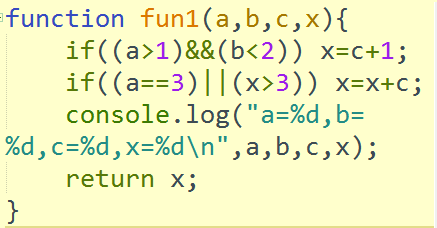 function fun1(a,b,c,x){
    if((a>1)&&(b<2)) x=c+1;
    if((a==3)||(x>3)) x=x+c;
    console.log("a=%d,b=
%d,c=%d,x=%d\n",a,b,c,x);
    return x;
}